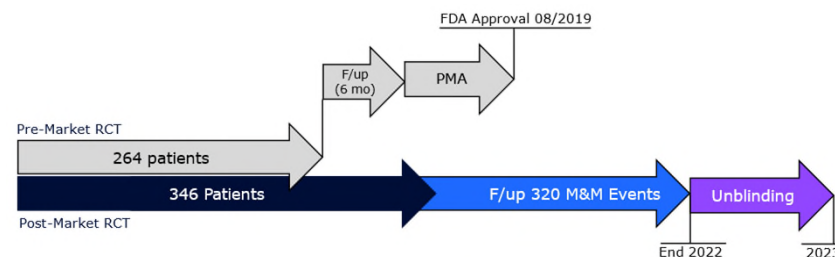 FDA Approval 08/2019
F/up
(6 mo)
PMA
Pre-Market RCT
264 patients
346 Patients
F/up 320 M&M Events
Unblinding
Post-Market RCT
End 2022
2023